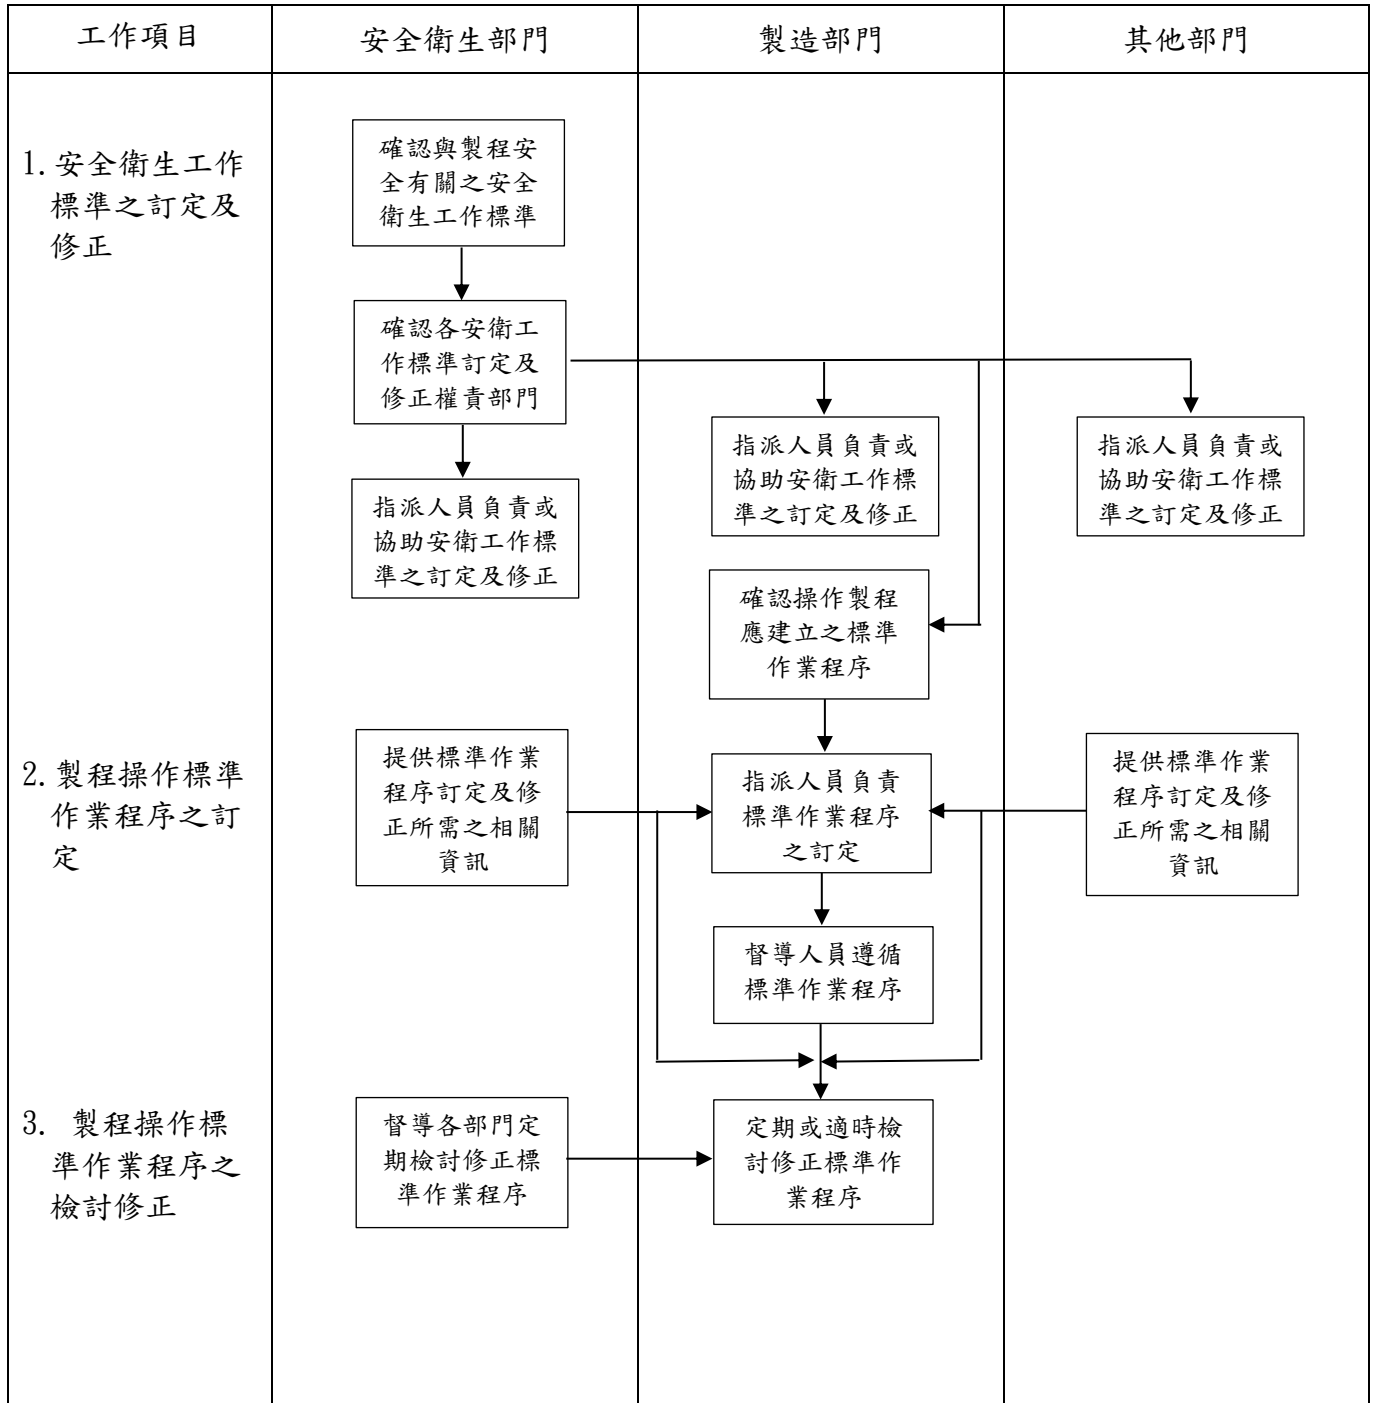 工作項目
安全衛生部門
製造部門
其他部門
1.安全衛生工作
標準之訂定及
修正
確認與製程安
全有關之安全
衛生工作標準
確認各安衛工
作標準訂定及
修正權責部門
指派人員負責或
協助安衛工作標
準之訂定及修正
指派人員負責或
協助安衛工作標
準之訂定及修正
指派人員負責或
協助安衛工作標
準之訂定及修正
確認操作製程
應建立之標準
作業程序
2.製程操作標準
作業程序之訂
定
提供標準作業
程序訂定及修
正所需之相關
資訊
指派人員負責
標準作業程序
之訂定
提供標準作業
程序訂定及修
正所需之相關
資訊
督導人員遵循
標準作業程序
3. 製程操作標
準作業程序之
檢討修正
督導各部門定
期檢討修正標
準作業程序
定期或適時檢
討修正標準作
業程序